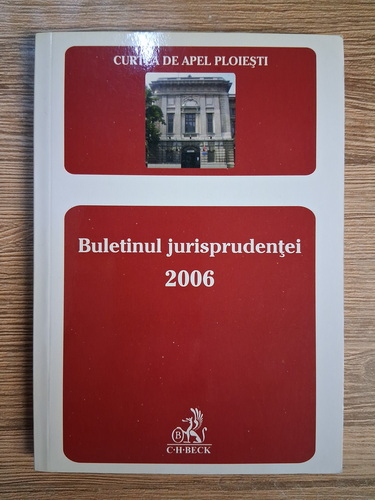 CURTEA DE APEL PLOIEŞTI
Buletinul jurisprudenţei
2006
B
C·H·BECK